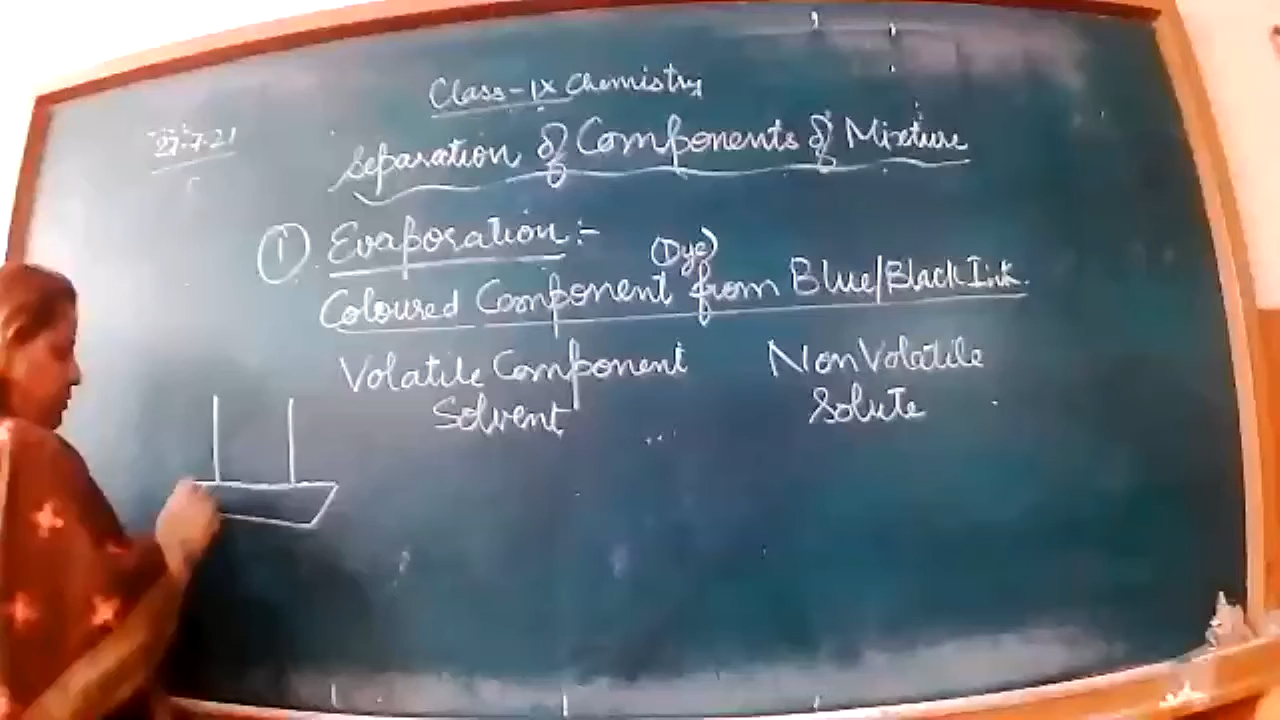 Class-IX Chemistry
27.7.21
Separation of Components of Mixture
① Evaporation :-
(Dye)
Coloured Component from Blue/Black Ink.
Volatile Component Non Volatile
Solvent Solute